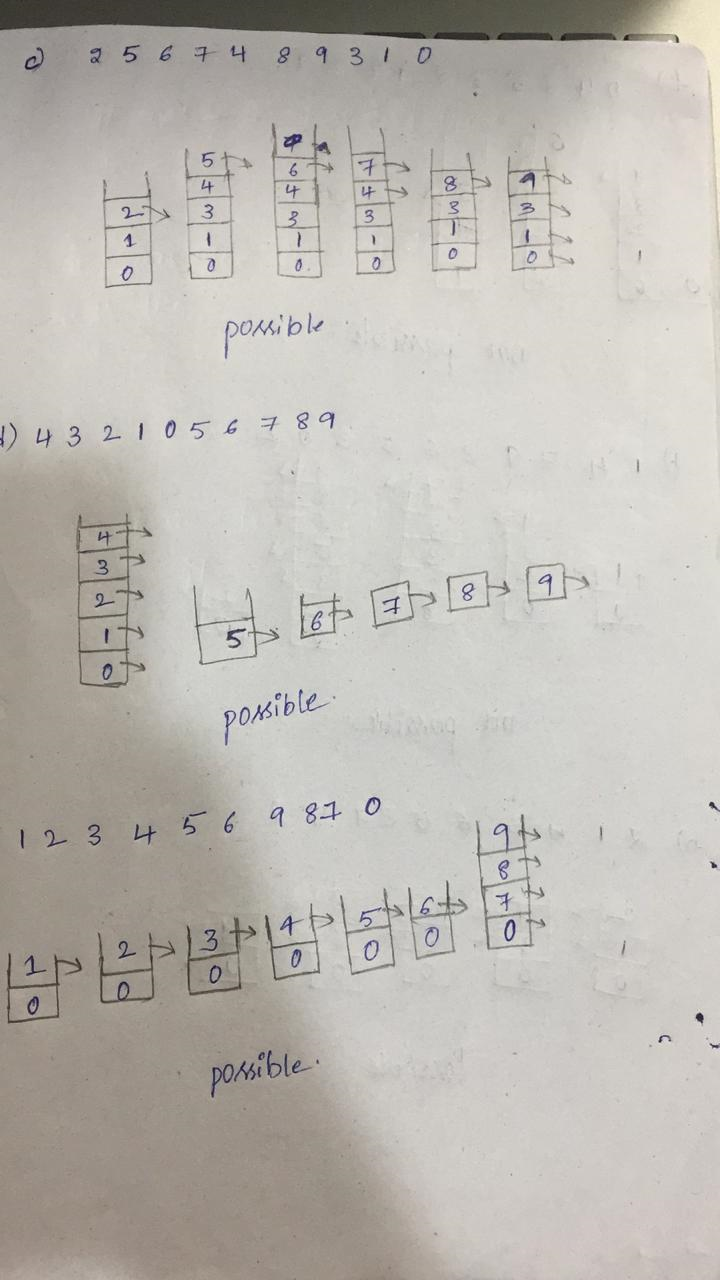 c) 2 5 6 7 4 8 9 3 1 0
5 7
2 4 6 4 8 9
1 3 4 3 3 3
0 1 3 1 1 1
0 1 0 0 0
0
possible
d) 4 3 2 1 0 5 6 7 8 9
4
3
2
1 5 6 7 8 9
0
possible.
1 2 3 4 5 6 9 8 7 0
9
8
1 2 3 4 5 6 7
0 0 0 0 0 0 0
possible.